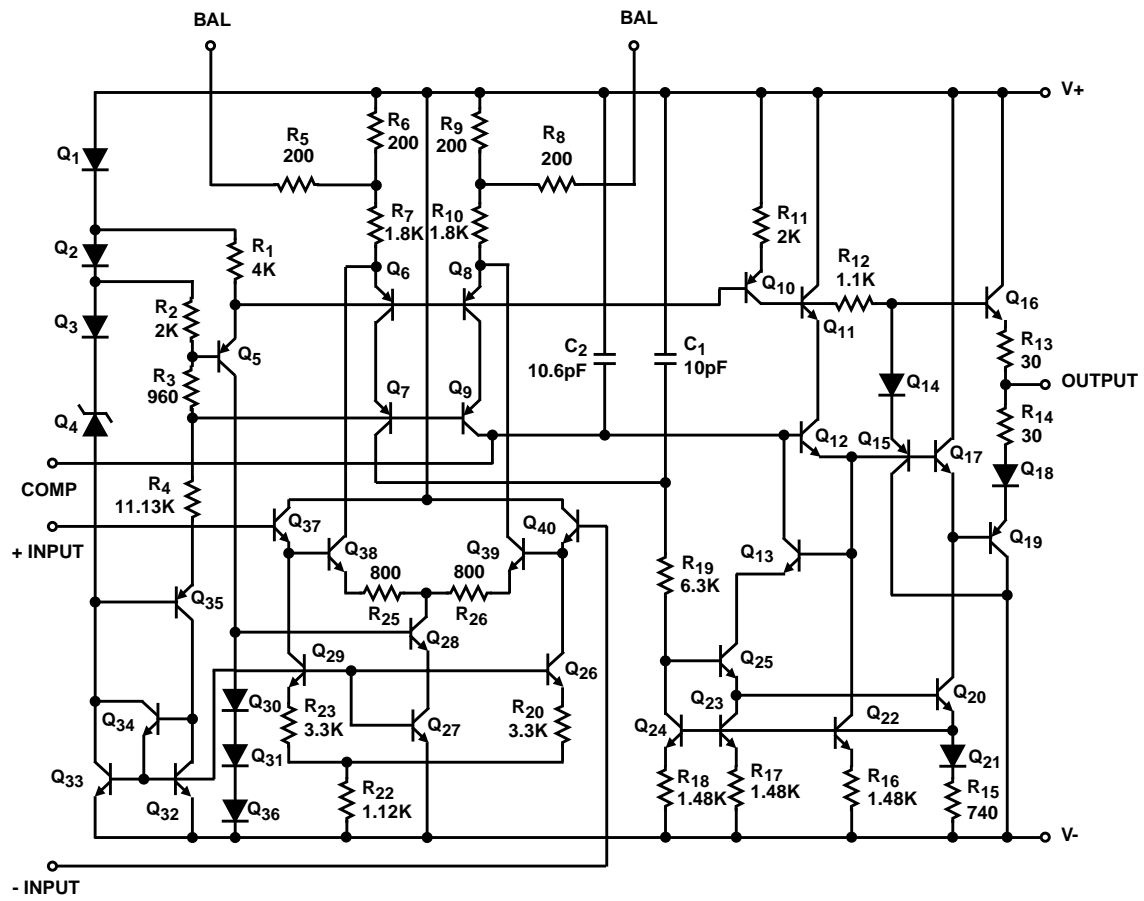 BAL
BAL
V+
R5
200
R6
200
R9
200
R8
200
Q1
R7
1.8K
R10
1.8K
R11
2K
Q2
R1
4K
R12
1.1K
Q6
Q8
Q10
Q16
R2
2K
Q3
Q11
R13
30
Q5
C2
10.6pF
C1
10pF
R3
960
OUTPUT
Q14
Q7
Q9
Q4
R14
30
Q12
Q15
Q17
Q18
COMP
R4
11.13K
+ INPUT
Q37
Q38
Q39
Q40
Q19
Q13
800
800
R25
R26
R19
6.3K
Q35
Q28
Q29
Q26
Q25
Q30
Q23
Q20
Q34
R23
3.3K
Q27
R20
3.3K
Q24
Q22
Q31
Q21
Q33
Q32
R22
1.12K
R18
1.48K
R17
1.48K
R16
1.48K
R15
740
Q36
V-
- INPUT